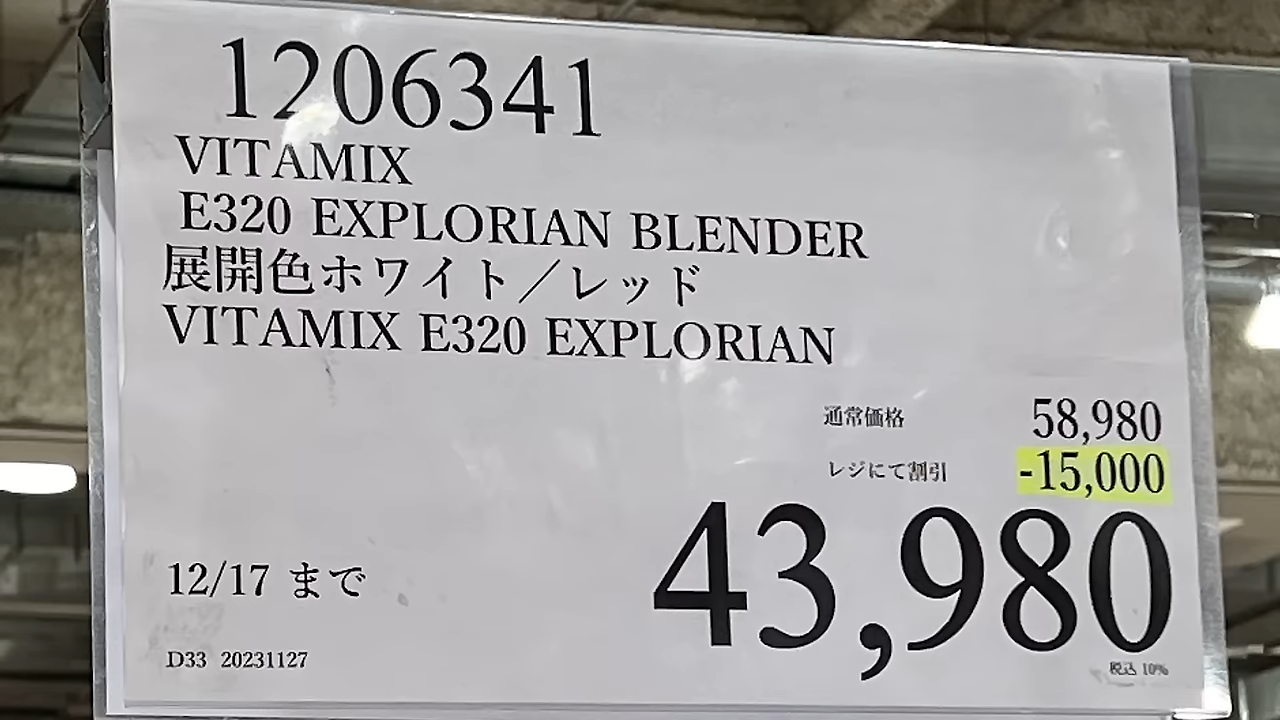 1206341
VITAMIX
E320 EXPLORIAN BLENDER
展開色ホワイト／レッド
VITAMIX E320 EXPLORIAN
通常価格 58,980
レジにて割引 -15,000
43,980
12/17 まで
D33 20231127
税込 10%